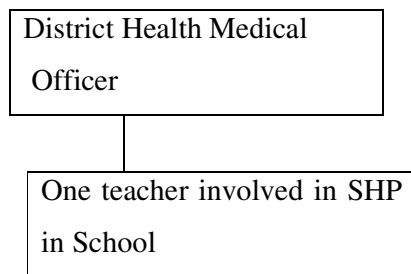 District Health Medical
Officer
One teacher involved in SHP
in School